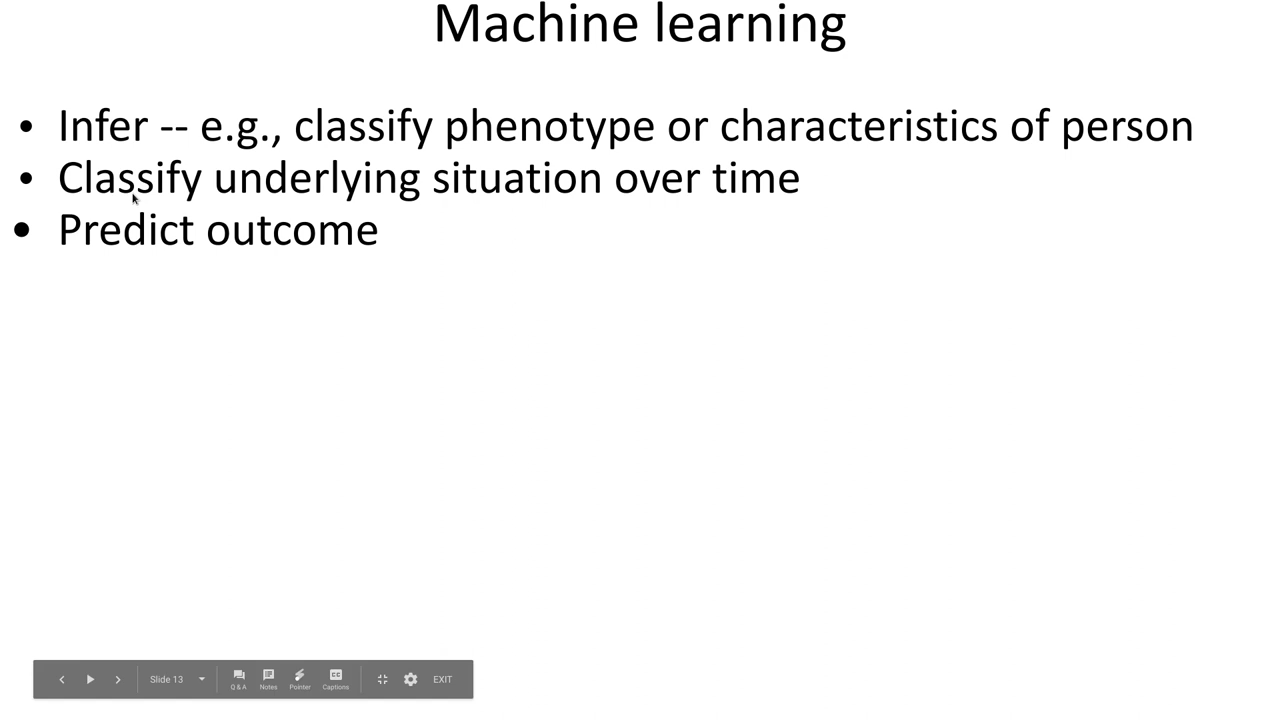 Machine learning
• Infer -- e.g., classify phenotype or characteristics of person
• Classify underlying situation over time
• Predict outcome
Slide 13
Q & A Notes Pointer Captions
CC
EXIT